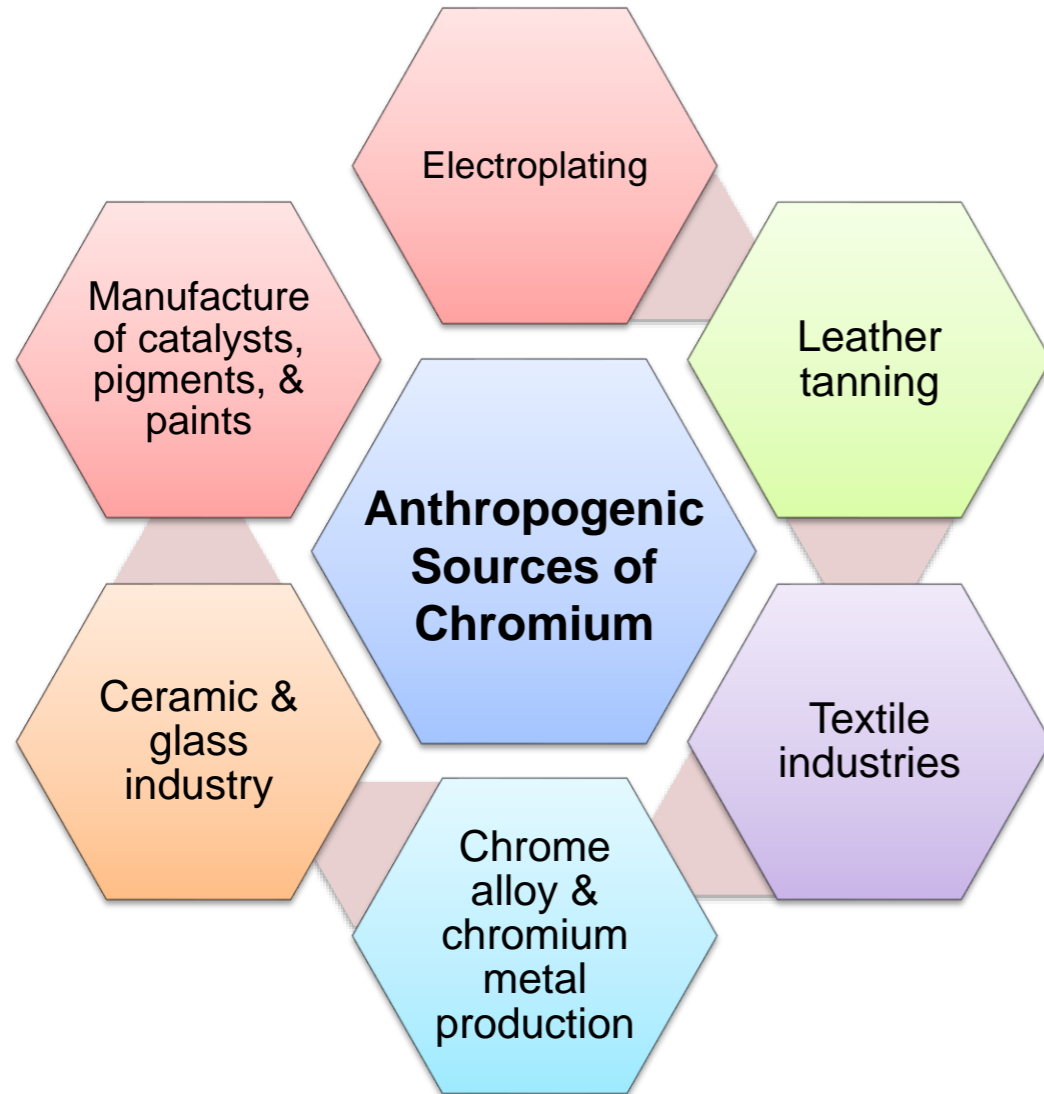 Electroplating
Leather
tanning
Textile
industries
Chrome
alloy &
chromium
metal
production
Ceramic &
glass
industry
Manufacture
of catalysts,
pigments, &
paints
Anthropogenic
Sources of
Chromium